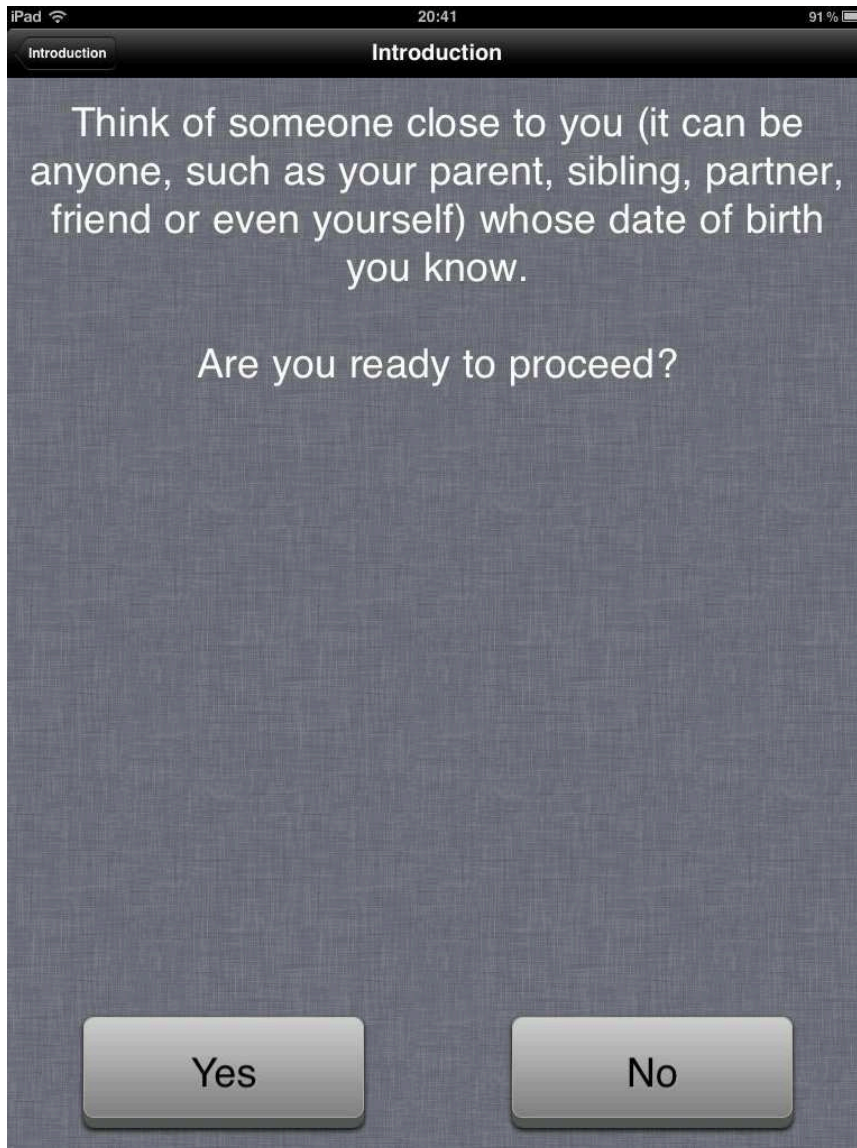 iPad 20:41 91 %
Introduction Introduction
Think of someone close to you (it can be
anyone, such as your parent, sibling, partner,
friend or even yourself) whose date of birth
you know.
Are you ready to proceed?
Yes No